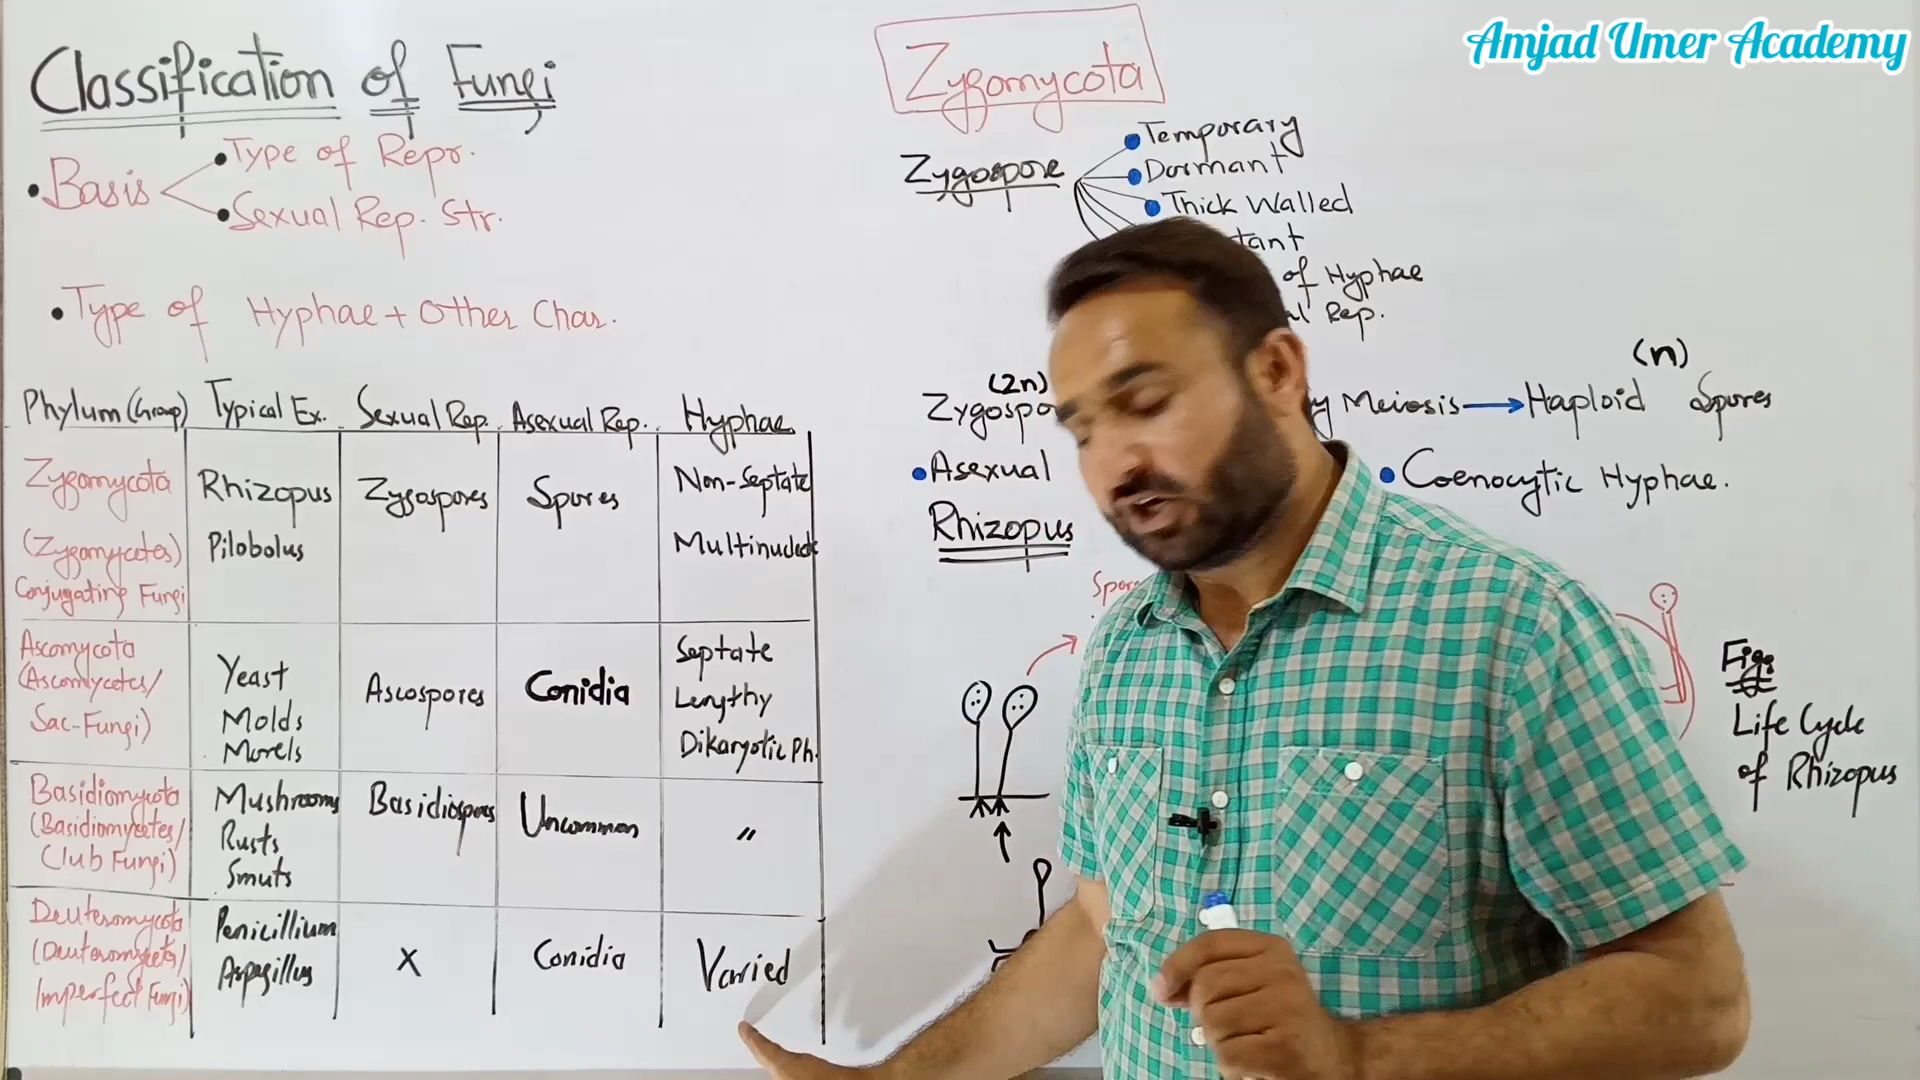 Amjad Umer Academy
Classification of Fungi
• Basis
• Type of Repr.
• Sexual Rep. Str.
• Type of Hyphae + Other Char.
Phylum (Group) Typical Ex. Sexual Rep. Asexual Rep. Hyphae
Zygomycota
(Zygomycetes)
Conjugating Fungi
Rhizopus
Pilobolus
Zygospores
Spores
Non-Septate
Ascomycota
(Ascomycetes/
Sac-Fungi)
Yeast
Molds
Morels
Ascospores
Conidia
Septate
Lengthy
Dikaryotic Ph.
Basidiomycota
(Basidiomycetes/
Club Fungi)
Mushrooms
Rusts
Smuts
Basidiospores
Uncommon
"
Deuteromycota
Imperfect Fungi)
Penicillium
X
Conidia
Varied
Zygomycota
Zygospore
• Temporary
• Dormant
• Thick Walled
of Hyphae
Rep.
(2n)
(n)
Meiosis → Haploid Spores
• Asexual
• Coenocytic Hyphae.
Rhizopus
Fig:
Life Cycle
of Rhizopus